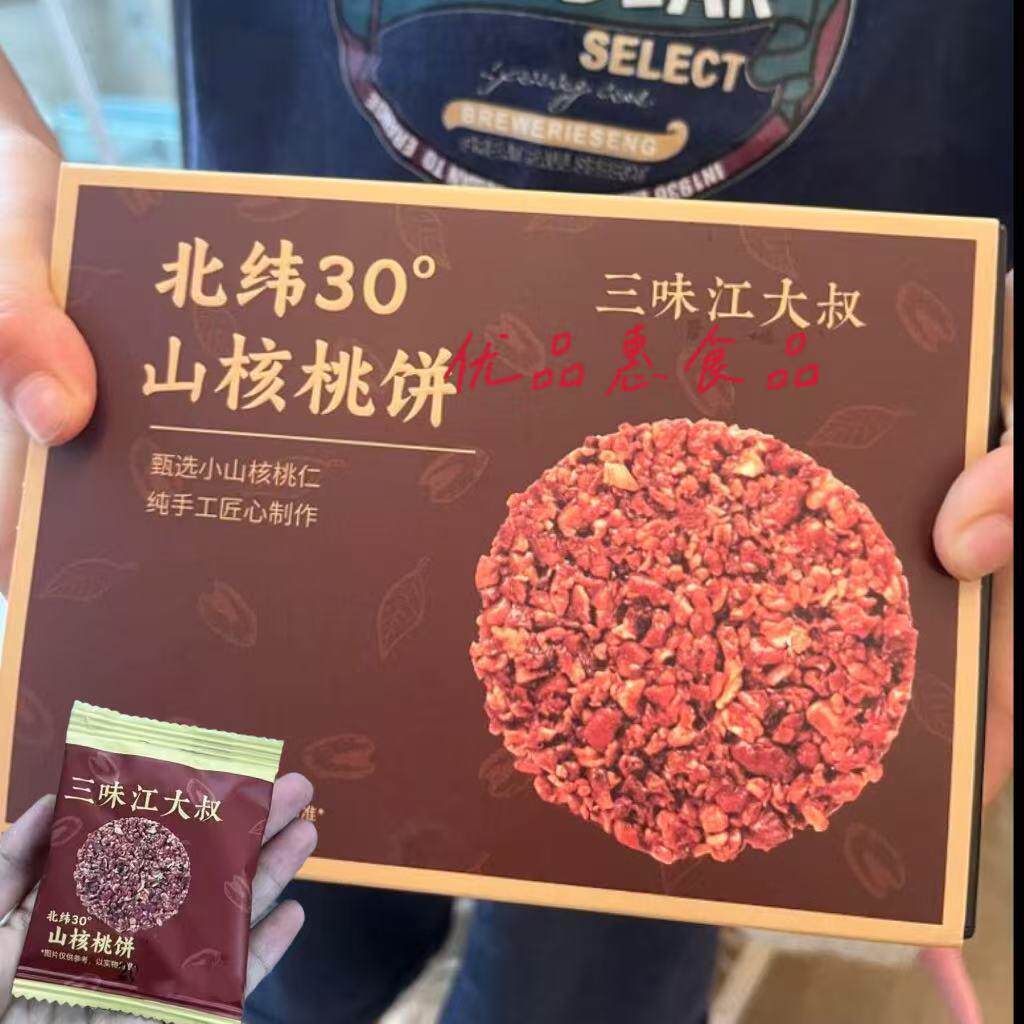 SELECT
BREWERIESENG
北纬30°
山核桃饼
三味江大叔
优品惠食品
甄选小山核桃仁
纯手工匠心制作
三味江大叔
北纬30°
山核桃饼